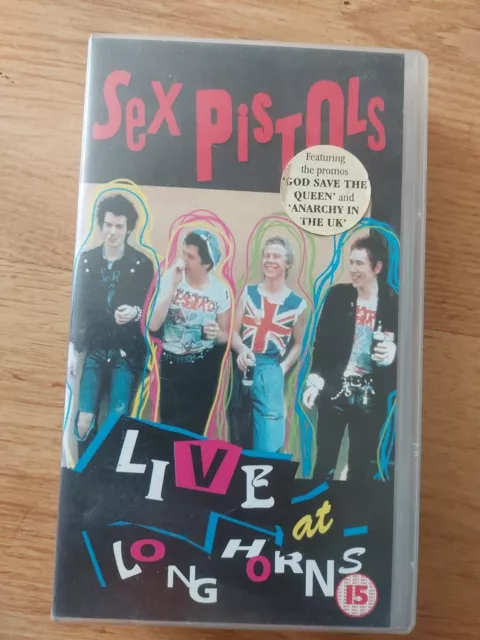 SEX PISTOLS
Featuring
the promos
'GOD SAVE THE
QUEEN' and
'ANARCHY IN
THE UK'
LIVE
at
LONG HORNS
15